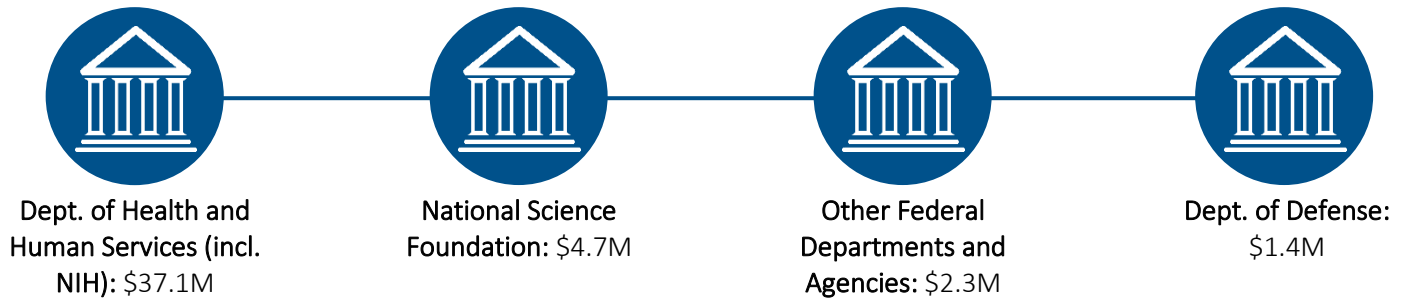 Dept. of Health and
Human Services (incl.
NIH): $37.1M
National Science
Foundation: $4.7M
Other Federal
Departments and
Agencies: $2.3M
Dept. of Defense:
$1.4M